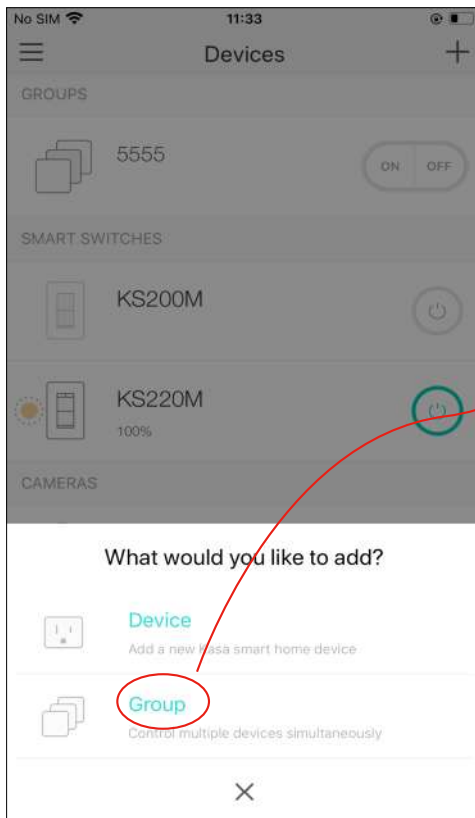 No SIM 11:33
Devices
GROUPS
5555
ON OFF
SMART SWITCHES
KS200M
KS220M
100%
CAMERAS
What would you like to add?
Device
Add a new Kasa smart home device
Group
Control multiple devices simultaneously